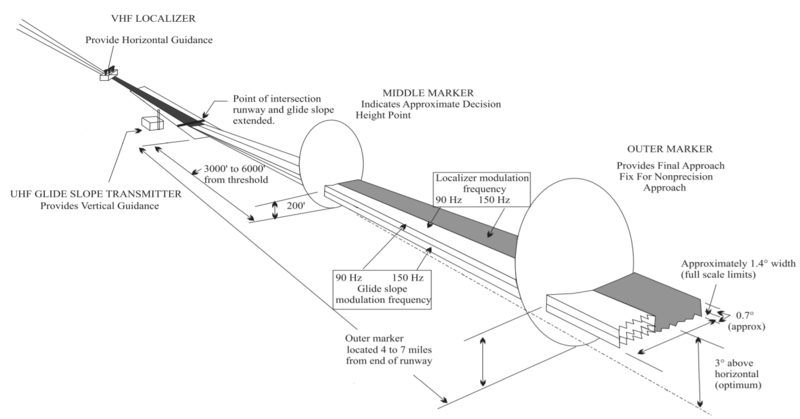 VHF LOCALIZER
Provide Horizontal Guidance
Point of intersection
runway and glide slope
extended.
MIDDLE MARKER
Indicates Approximate Decision
Height Point
OUTER MARKER
Provides Final Approach
Fix For Nonprecision
Approach
UHF GLIDE SLOPE TRANSMITTER
Provides Vertical Guidance
3000' to 6000'
from threshold
200'
Localizer modulation
frequency
90 Hz 150 Hz
90 Hz 150 Hz
Glide slope
modulation frequency
Approximately 1.4° width
(full scale limits)
0.7°
(approx)
Outer marker
located 4 to 7 miles
from end of runway
3° above
horizontal
(optimum)